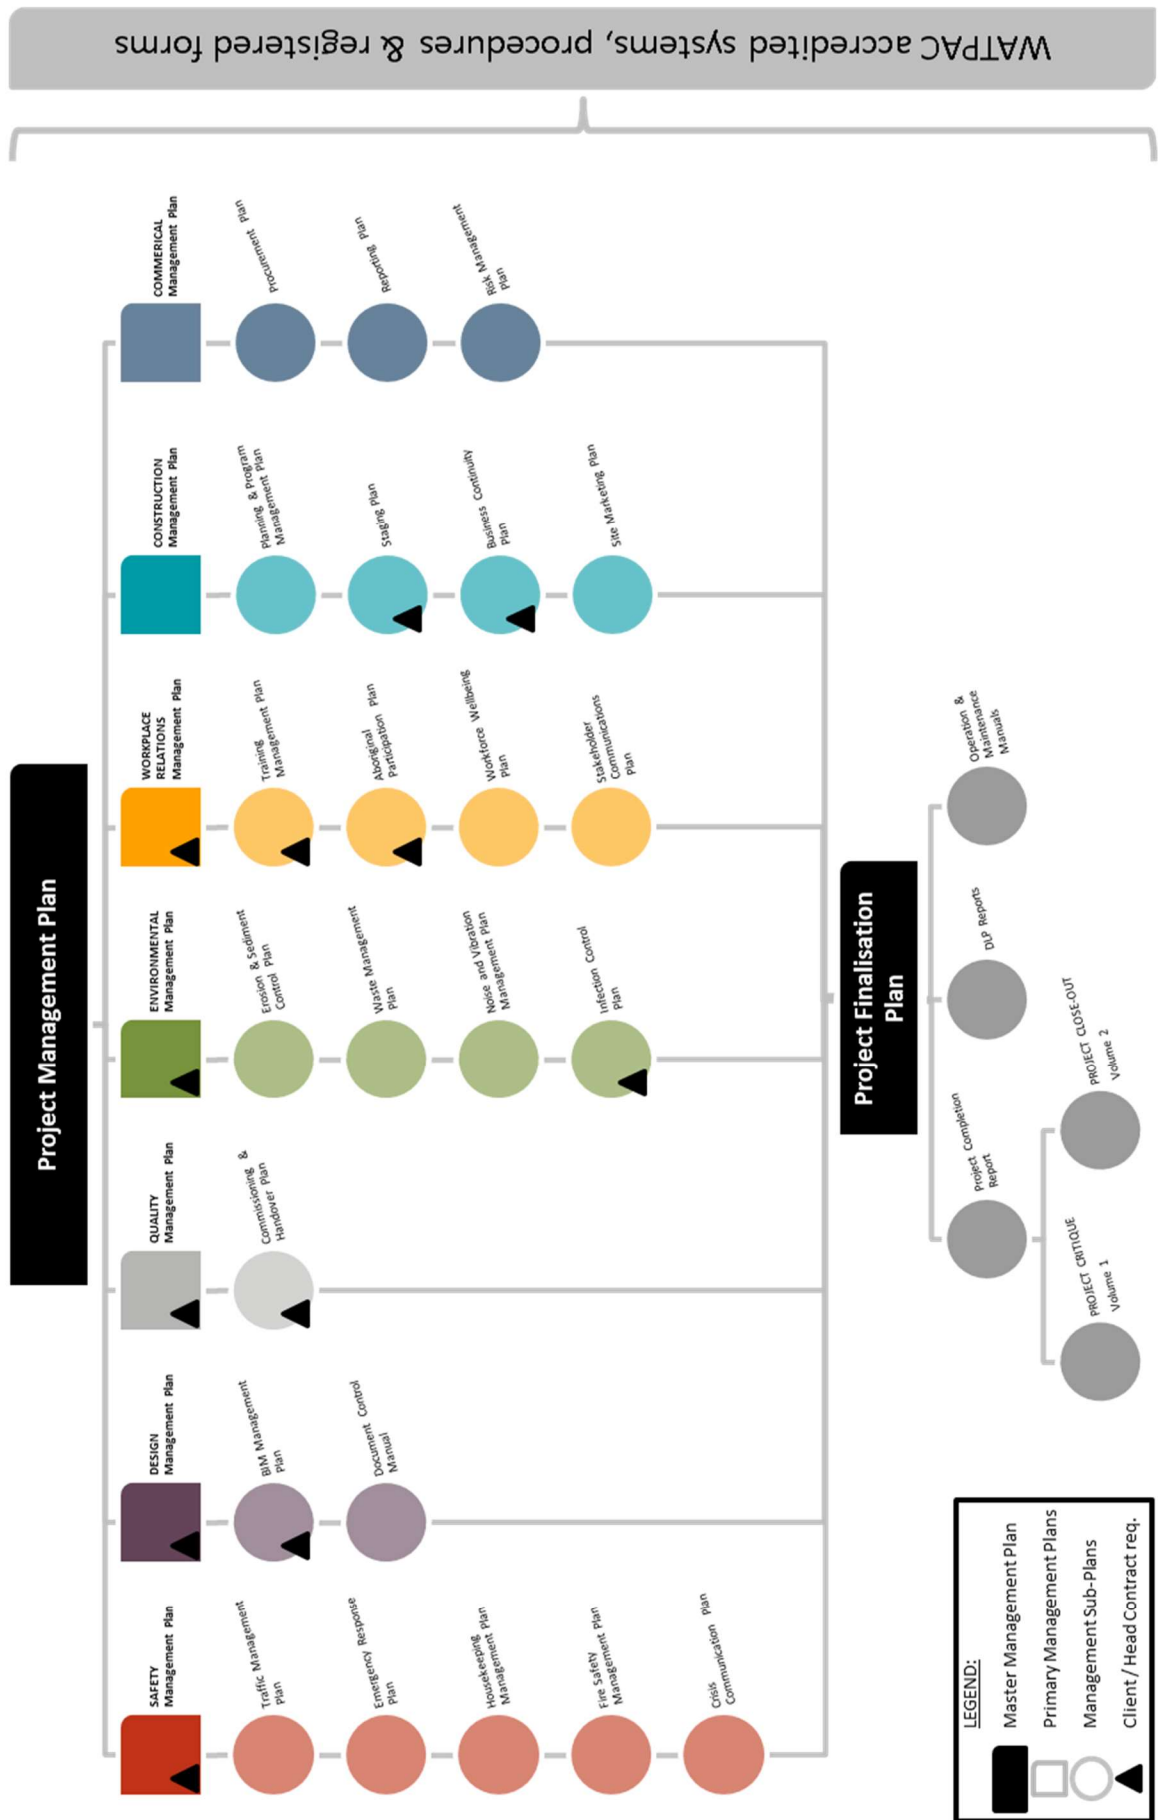 Project Management Plan
SAFETY
Management Plan
Traffic Management
Plan
Emergency Response
Plan
Housekeeping
Management Plan
Fire Safety
Management Plan
Crisis
Communication Plan
DESIGN
Management Plan
BIM Management
Plan
Document Control
Manual
QUALITY
Management Plan
Commissioning &
Handover Plan
ENVIRONMENTAL
Management Plan
Erosion & Sediment
Control Plan
Waste Management
Plan
Noise and Vibration
Management Plan
Infection Control
Plan
WORKPLACE
RELATIONS
Management Plan
Training
Management Plan
Aboriginal
Participation Plan
Workforce Wellbeing
Plan
Stakeholder
Communications
Plan
CONSTRUCTION
Management Plan
Planning & Program
Management Plan
Staging Plan
Business Continuity
Plan
Site Marketing Plan
COMMERICAL
Management Plan
Procurement Plan
Reporting Plan
Risk Management
Plan
Project Finalisation
Plan
Project Completion
Report
DLP Reports
Operation &
Maintenance
Manuals
PROJECT CRITIQUE
Volume 1
PROJECT CLOSE-OUT
Volume 2
LEGEND:
Master Management Plan
Primary Management Plans
Management Sub-Plans
Client / Head Contract req.
WATPAC accredited systems, procedures & registered forms